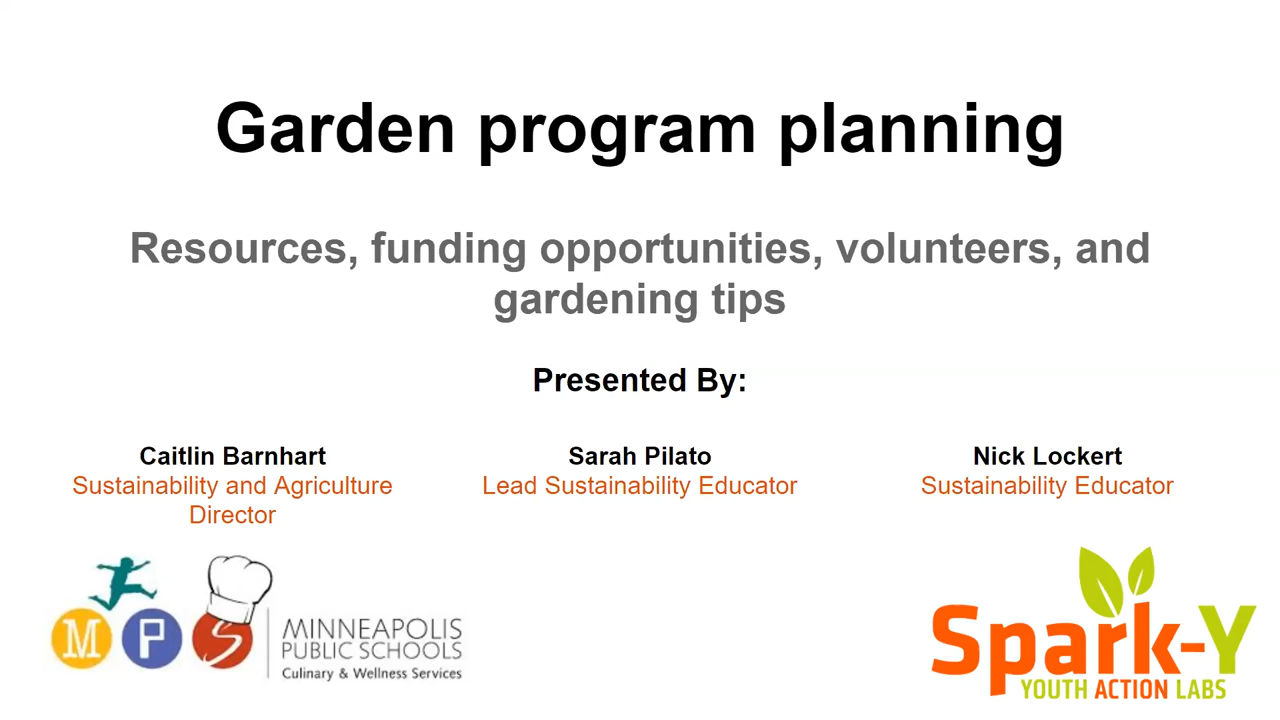 Garden program planning
Resources, funding opportunities, volunteers, and
gardening tips
Presented By:
Caitlin Barnhart
Sustainability and Agriculture
Director
Sarah Pilato
Lead Sustainability Educator
Nick Lockert
Sustainability Educator
MPS
MINNEAPOLIS
PUBLIC SCHOOLS
Culinary & Wellness Services
Spark-Y
YOUTH ACTION LABS